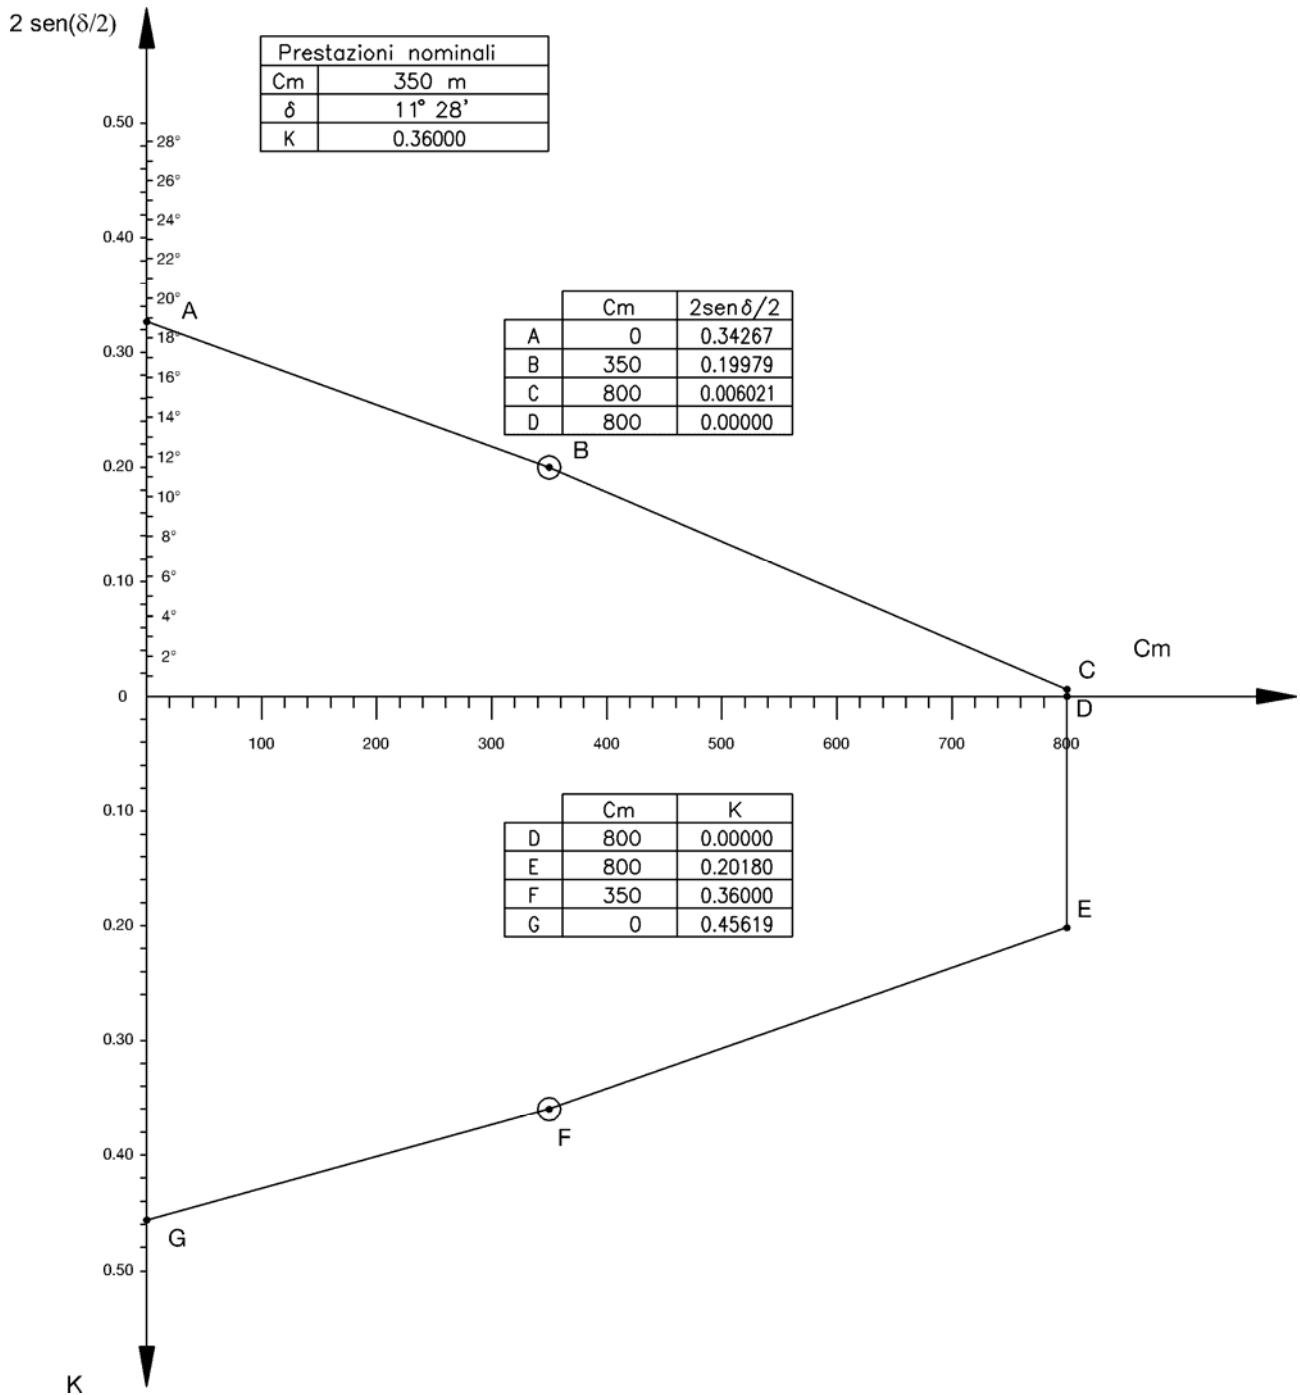 2 sen(δ/2)
Prestazioni nominali
Cm 350 m
δ 11° 28'
K 0.36000
0.50
28°
26°
24°
0.40
22°
20°
A
18°
0.30
16°
14°
12°
0.20
10°
8°
0.10
6°
4°
2°
0
Cm 2senδ/2
A 0 0.34267
B 350 0.19979
C 800 0.006021
D 800 0.00000
B
C
Cm
D
100 200 300 400 500 600 700 800
0.10
0.20
0.30
0.40
0.50
Cm K
D 800 0.00000
E 800 0.20180
F 350 0.36000
G 0 0.45619
E
F
G
K